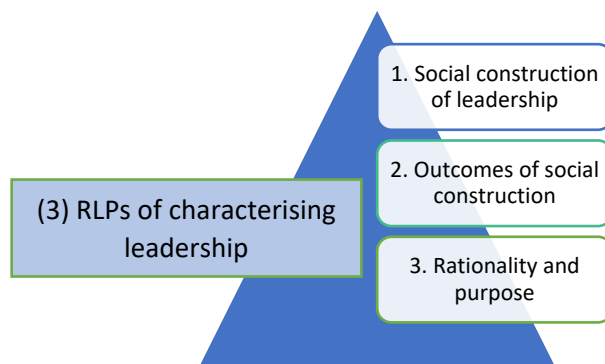 1. Social construction
of leadership
2. Outcomes of social
construction
(3) RLPs of characterising
leadership
3. Rationality and
purpose